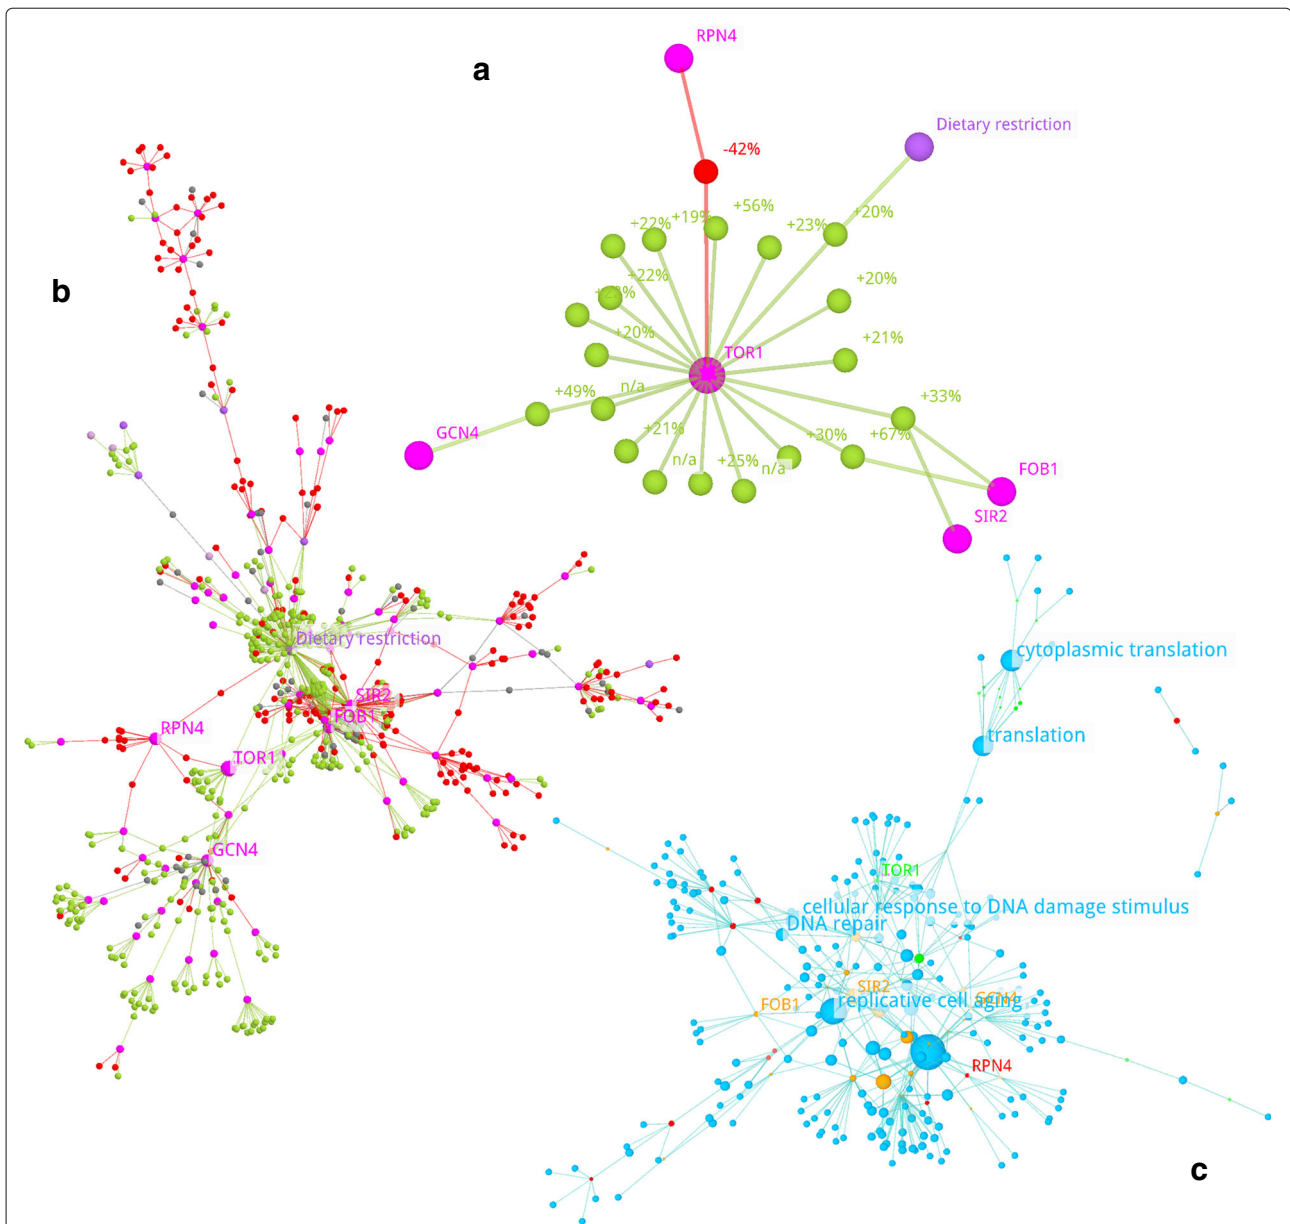 a
RPN4
-42%
Dietary restriction
+22%
+19%
+56%
+23%
+20%
+22%
+20%
+20%
+21%
TOR1
+49%
n/a
+33%
GCN4
+21%
n/a
+25%
n/a
+30%
+67%
FOB1
SIR2
b
Dietary restriction
SIR2
FOB1
RPN4
TOR1
GCN4
cytoplasmic translation
translation
TOR1
cellular response to DNA damage stimulus
DNA repair
SIR2
FOB1
replicative cell aging
GCN4
RPN4
c